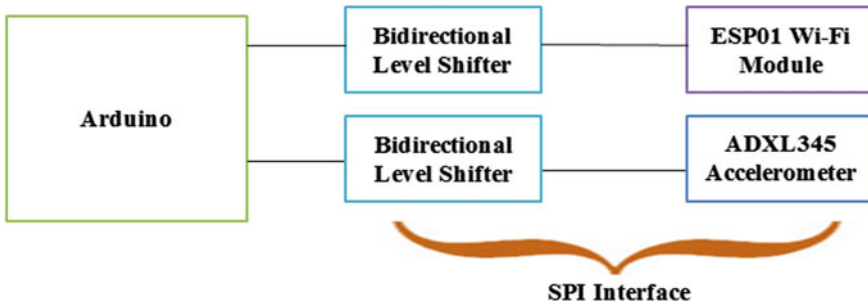 Arduino
Bidirectional
Level Shifter
ESP01 Wi-Fi
Module
Bidirectional
Level Shifter
ADXL345
Accelerometer
SPI Interface